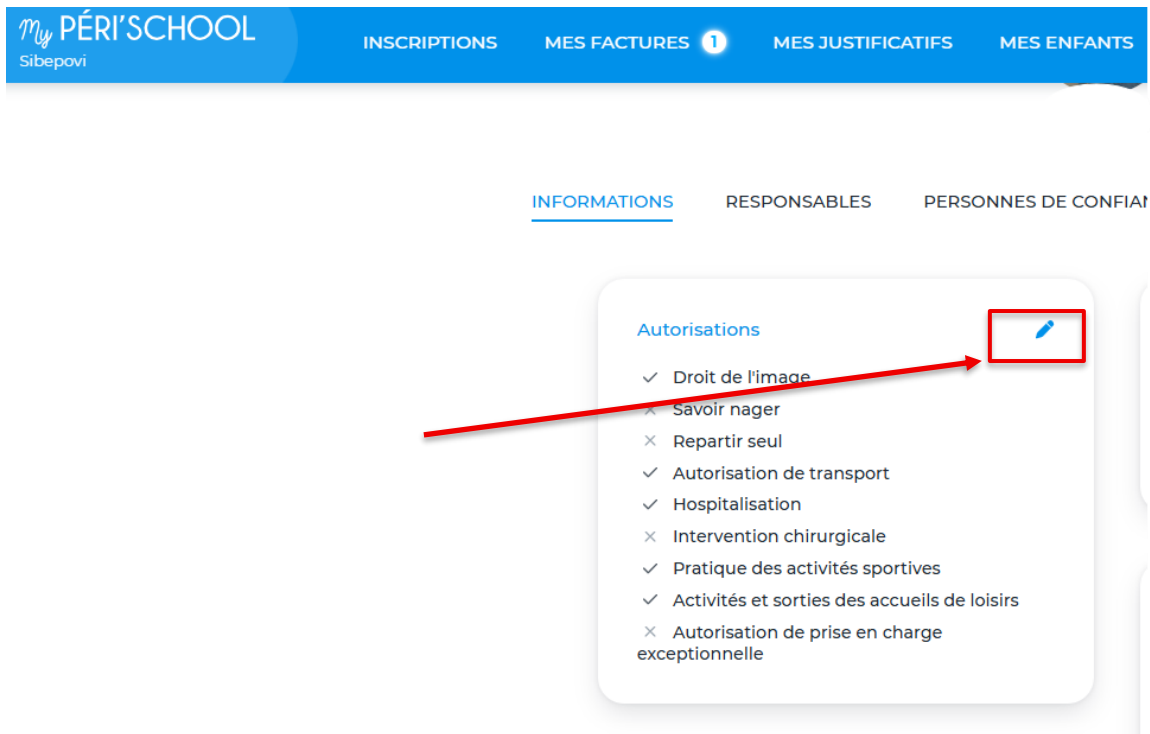 My PÉRI'SCHOOL
Sibepovi
INSCRIPTIONS MES FACTURES 1 MES JUSTIFICATIFS MES ENFANTS
INFORMATIONS RESPONSABLES PERSONNES DE CONFIAN
Autorisations
Droit de l'image
Savoir nager
Repartir seul
Autorisation de transport
Hospitalisation
Intervention chirurgicale
Pratique des activités sportives
Activités et sorties des accueils de loisirs
Autorisation de prise en charge
exceptionnelle